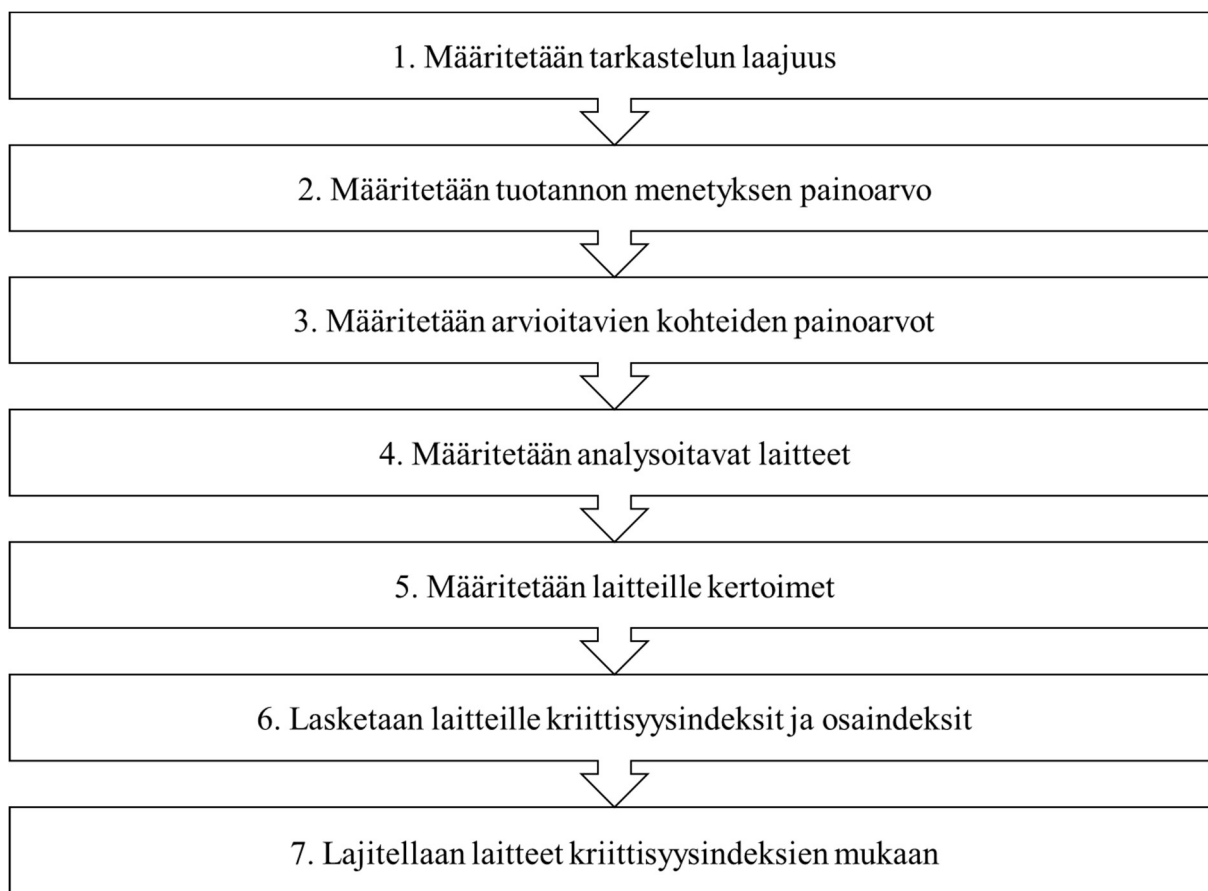 1. Määritetään tarkastelun laajuus
2. Määritetään tuotannon menetyksen painoarvo
3. Määritetään arvioitavien kohteiden painoarvot
4. Määritetään analysoitavat laitteet
5. Määritetään laitteille kertoimet
6. Lasketaan laitteille kriittisyysindeksit ja osaindeksit
7. Lajitellaan laitteet kriittisyysindeksien mukaan